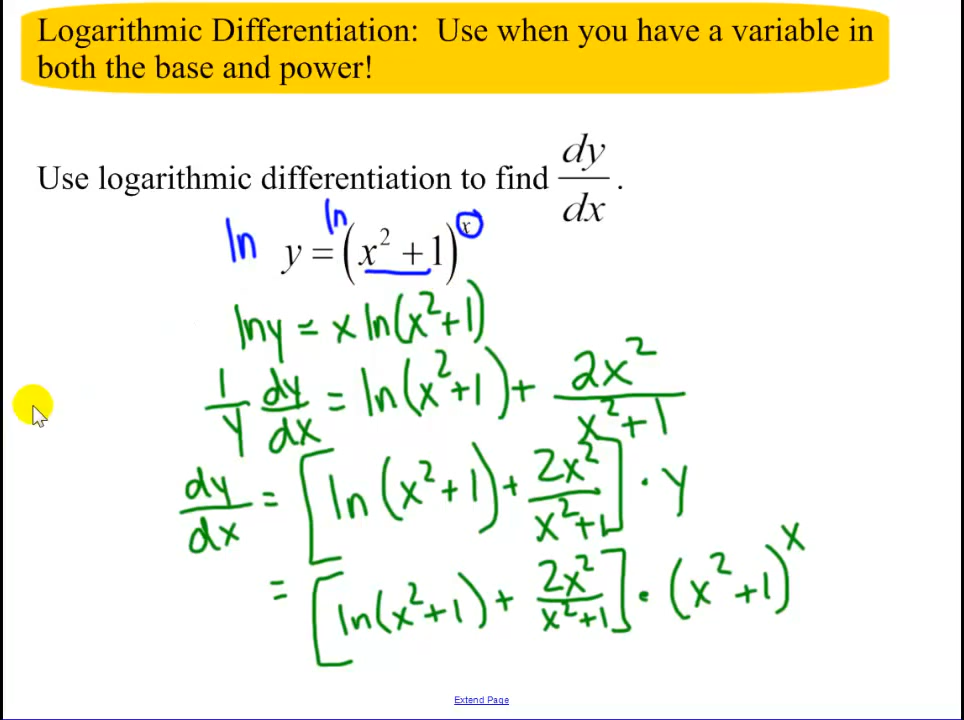 Logarithmic Differentiation: Use when you have a variable in
both the base and power!
Use logarithmic differentiation to find dy/dx.
ln y = ln (x² + 1)^x
lny = x ln(x²+1)
1/y dy/dx = ln(x²+1) + 2x²/x²+1
dy/dx = [ln(x²+1) + 2x²/x²+1] · y
= [ln(x²+1) + 2x²/x²+1] · (x²+1)^x
Extend Page